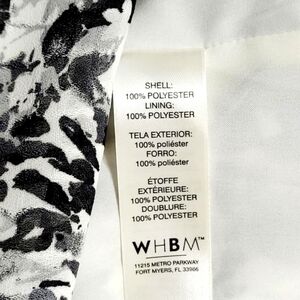 SHELL:
100% POLYESTER
LINING:
100% POLYESTER
TELA EXTERIOR:
100% poliéster
FORRO:
100% poliéster
ÉTOFFE
EXTÉRIEURE:
100% POLYESTER
DOUBLURE:
100% POLYESTER
WHBM™
11215 METRO PARKWAY
FORT MYERS, FL 33966